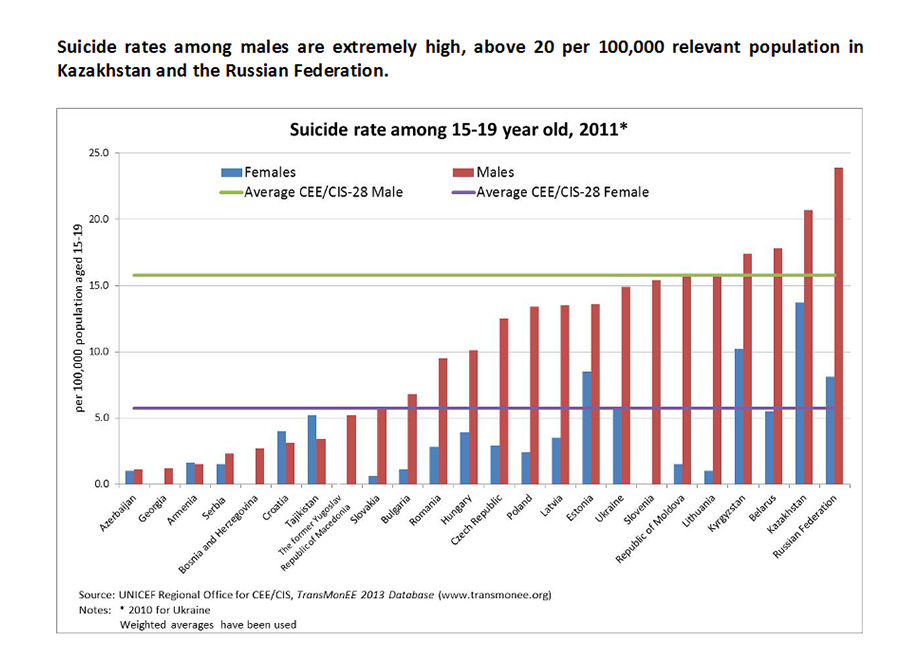 Suicide rates among males are extremely high, above 20 per 100,000 relevant population in
Kazakhstan and the Russian Federation.
Suicide rate among 15-19 year old, 2011*
per 100,000 population aged 15-19
25.0
20.0
15.0
10.0
5.0
0.0
Females
Males
Average CEE/CIS-28 Male
Average CEE/CIS-28 Female
Azerbaijan
Georgia
Armenia
Serbia
Bosnia and Herzegovina
Croatia
Tajikistan
The former Yugoslav
Republic of Macedonia
Slovakia
Bulgaria
Romania
Hungary
Czech Republic
Poland
Latvia
Estonia
Ukraine
Slovenia
Republic of Moldova
Lithuania
Kyrgyzstan
Belarus
Kazakhstan
Russian Federation
Source: UNICEF Regional Office for CEE/CIS, TransMonEE 2013 Database (www.transmonee.org)
Notes: * 2010 for Ukraine
Weighted averages have been used